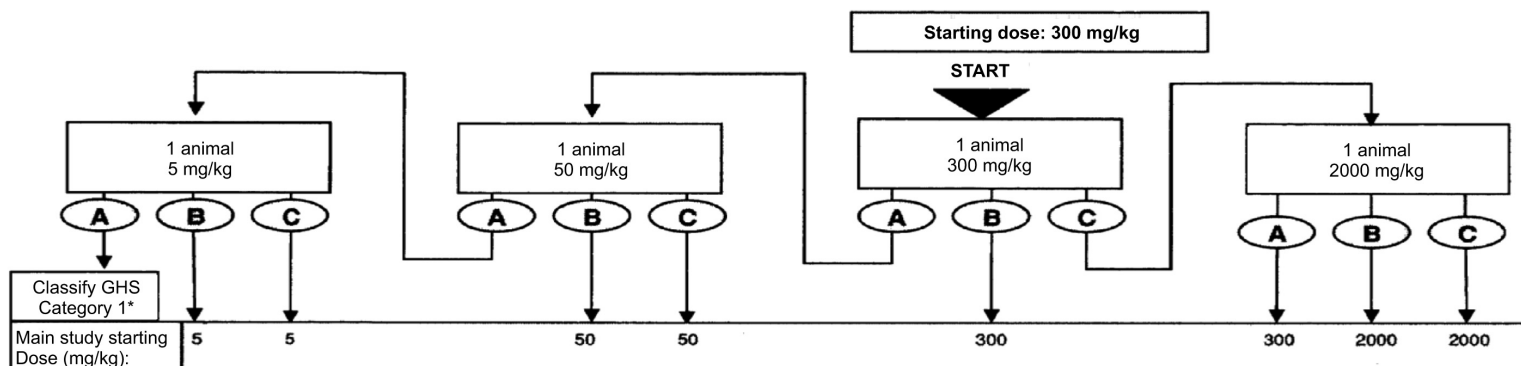 Starting dose: 300 mg/kg
START
1 animal
5 mg/kg
1 animal
50 mg/kg
1 animal
300 mg/kg
1 animal
2000 mg/kg
A B C
A B C
A B C
A B C
Classify GHS
Category 1*
Main study starting
Dose (mg/kg):
5 5 50 50 300 300 2000 2000